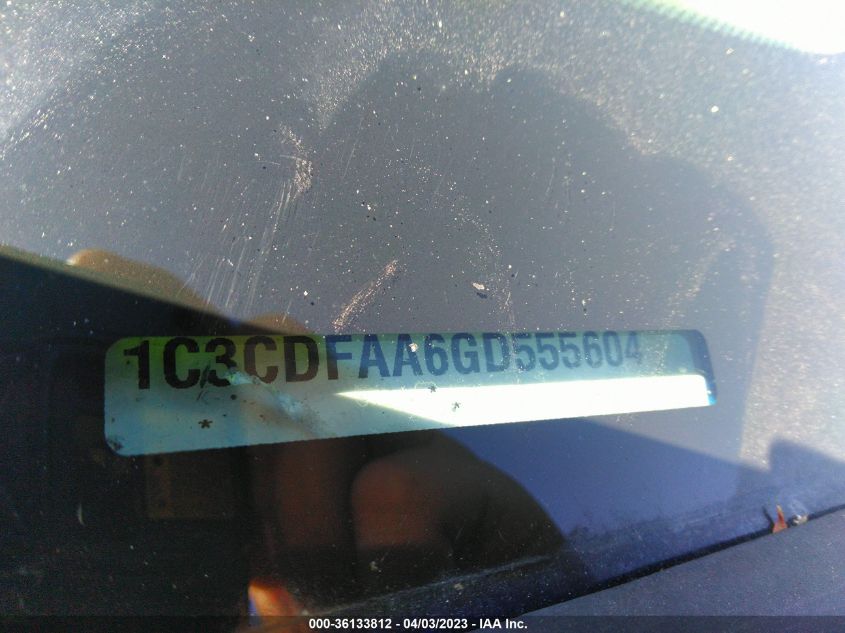 1C3CDFAA6GD555604
* * *
000-36133812 - 04/03/2023 - IAA Inc.